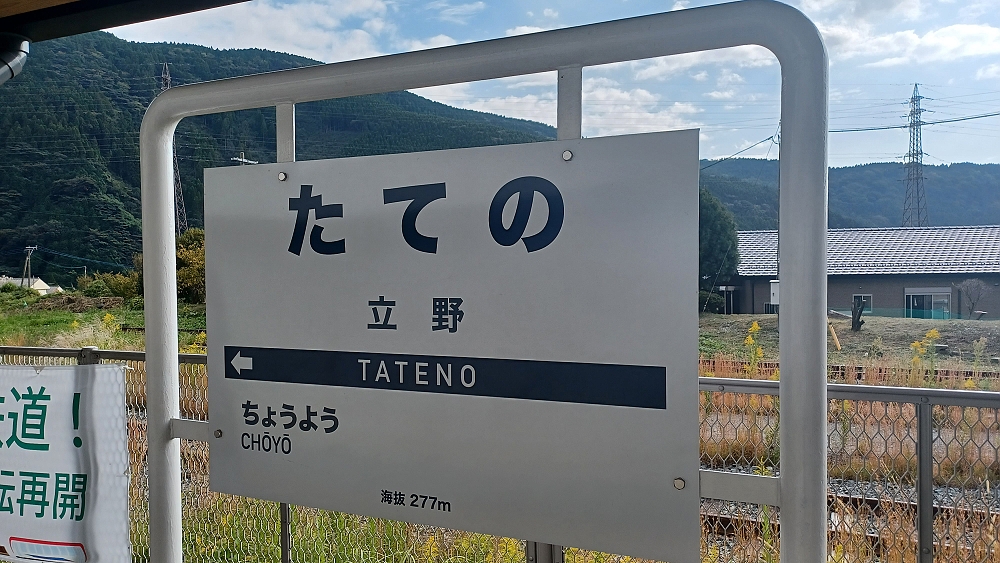 たての
立野
TATENO
ちょうよう
CHŌYŌ
海抜 277m
道！
転再開